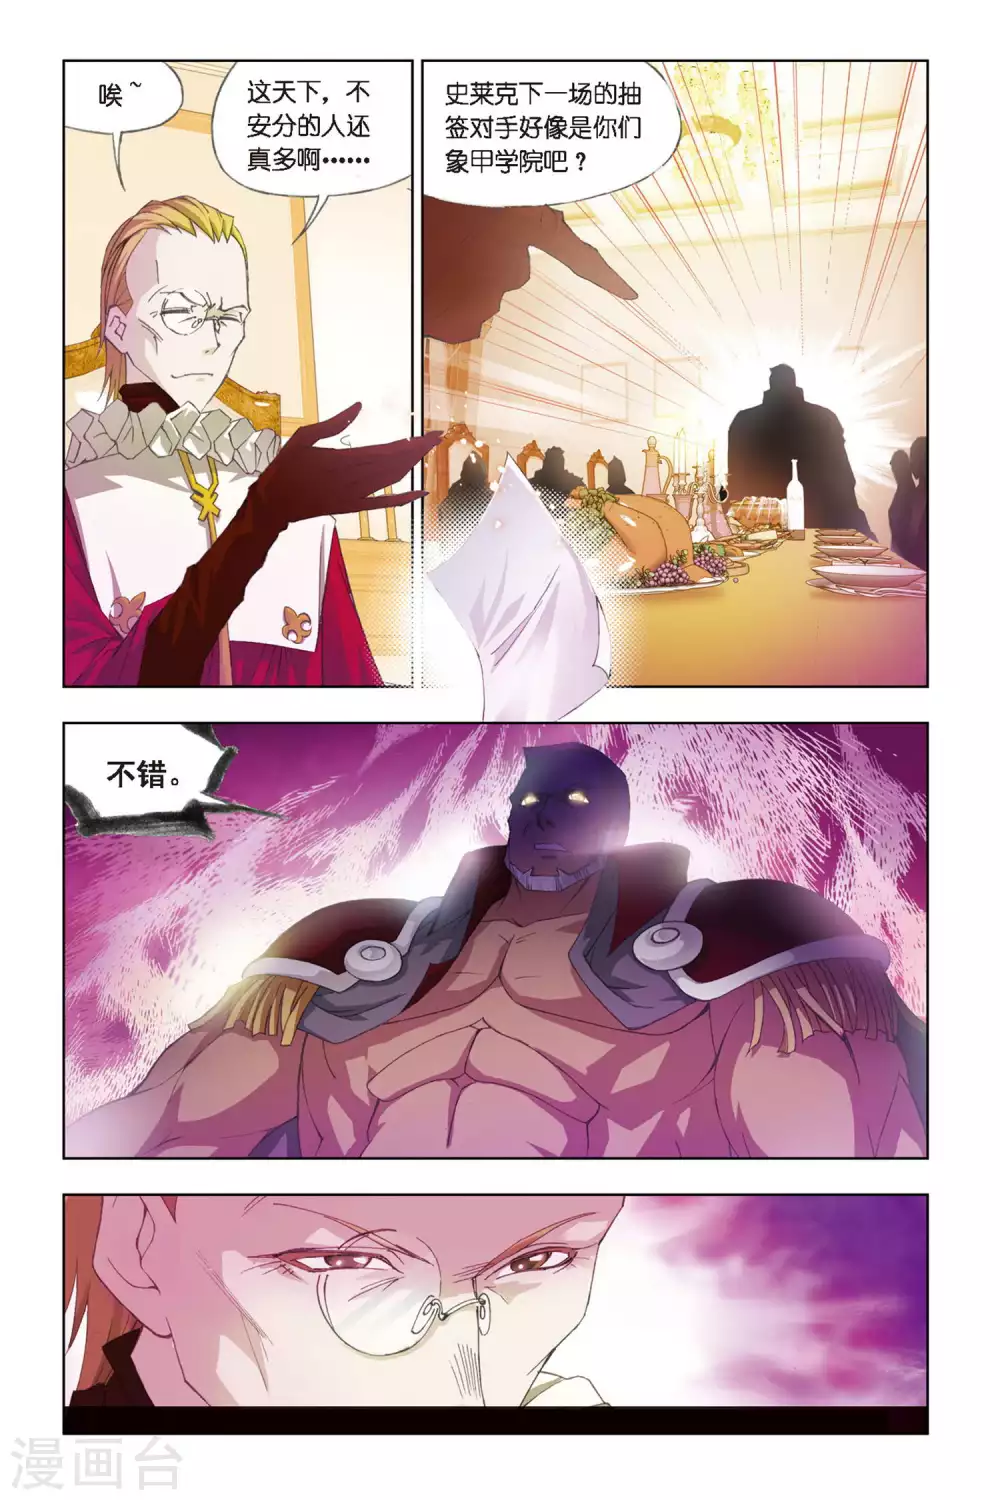 唉~
这天下，不
安分的人还
真多啊……
史莱克下一场的抽
签对手好像是你们
象甲学院吧？
不错。
漫画台